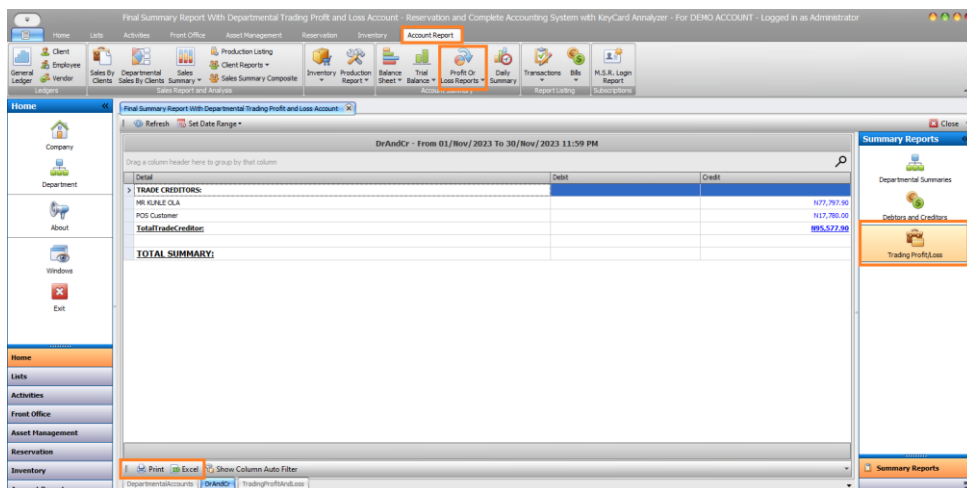 Final Summary Report With Departmental Trading Profit and Loss Account - Reservation and Complete Accounting System with KeyCard Annalyzer - For DEMO ACCOUNT - Logged in as Administrator
Home Lists Activities Front Office Asset Management Reservation Inventory Account Report
General Ledger
Client
Employee
Vendor
Ledgers
Sales By Clients
Departmental Sales By Clients
Sales Summary
Production Listing
Client Reports
Sales Summary Composite
Sales Report and Analysis
Inventory
Production Report
Balance Sheet
Trial Balance
Profit Or Loss Reports
Daily Summary
Account Summary
Transactions
Bills
Report Listing
M.S.R. Login Report
Subscriptions
Home
Final Summary Report With Departmental Trading Profit and Loss Account
Refresh Set Date Range
Close
DrAndCr - From 01/Nov/2023 To 30/Nov/2023 11:59 PM
Drag a column header here to group by that column
Detail Debit Credit
TRADE CREDITORS:
MR KUNLE OLA N77,797.90
POS Customer N17,780.00
TotalTradeCreditor: N95,577.90
TOTAL SUMMARY:
Company
Department
About
Windows
Exit
Home
Lists
Activities
Front Office
Asset Management
Reservation
Inventory
Summary Reports
Departmental Summaries
Debtors and Creditors
Trading Profit/Loss
Summary Reports
Print Excel Show Column Auto Filter
DepartmentalAccounts DrAndCr TradingProfitAndLoss